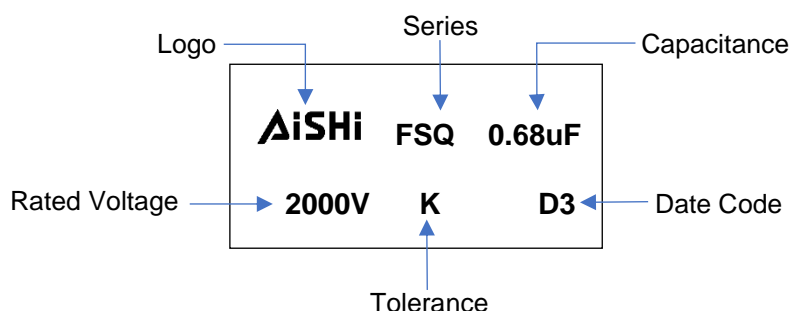 Series
Logo
Capacitance
AiSHi FSQ 0.68uF
Rated Voltage
2000V K D3
Date Code
Tolerance